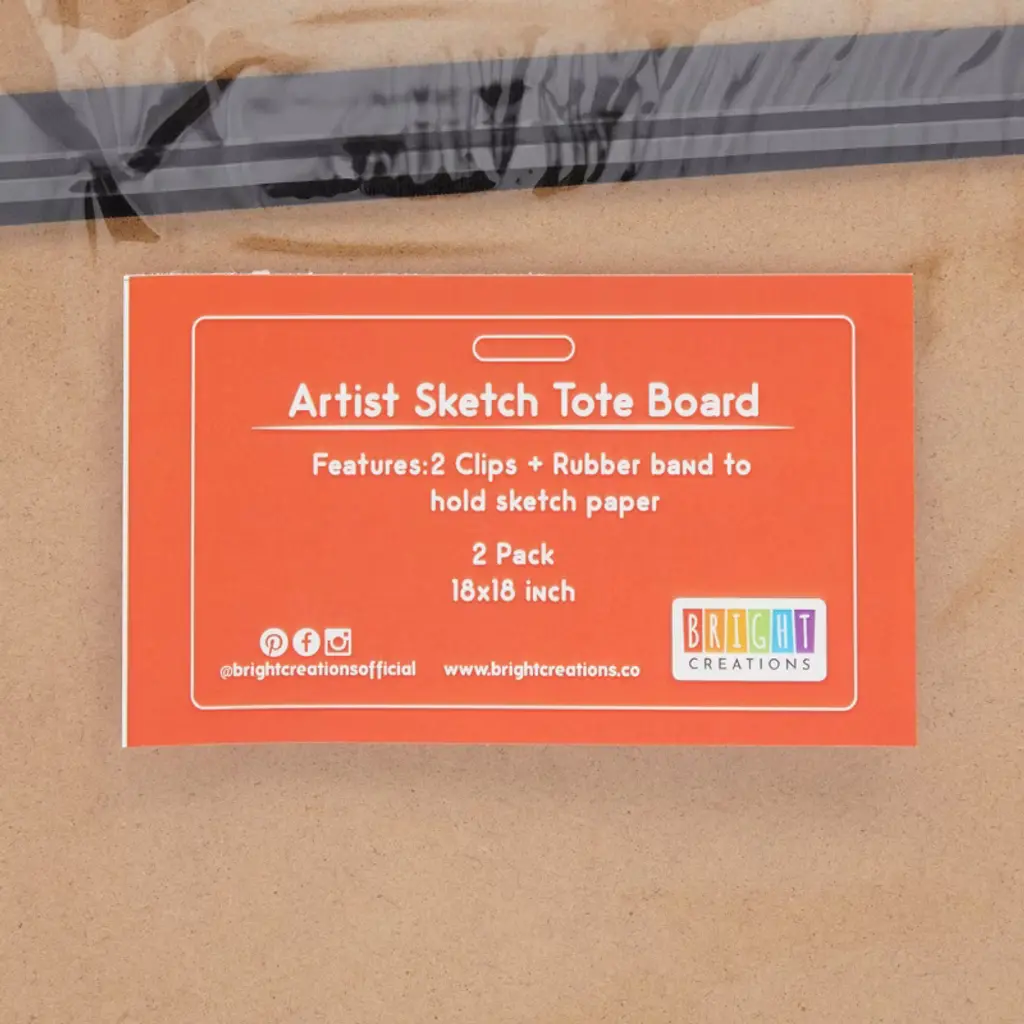 Artist Sketch Tote Board
Features:2 Clips + Rubber band to
hold sketch paper
2 Pack
18x18 inch
@brightcreationsofficial www.brightcreations.co
BRIGHT
CREATIONS